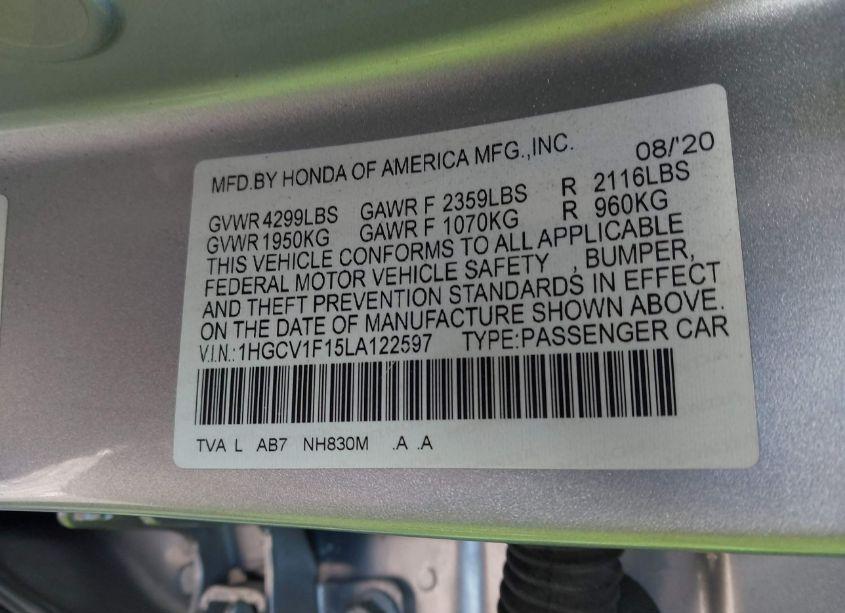 MFD.BY HONDA OF AMERICA MFG.,INC. 08/'20
GVWR 4299LBS GAWR F 2359LBS R 2116LBS
GVWR 1950KG GAWR F 1070KG R 960KG
THIS VEHICLE CONFORMS TO ALL APPLICABLE
FEDERAL MOTOR VEHICLE SAFETY , BUMPER,
AND THEFT PREVENTION STANDARDS IN EFFECT
ON THE DATE OF MANUFACTURE SHOWN ABOVE.
V.I.N.:1HGCV1F15LA122597 TYPE:PASSENGER CAR
TVA L AB7 NH830M .A .A